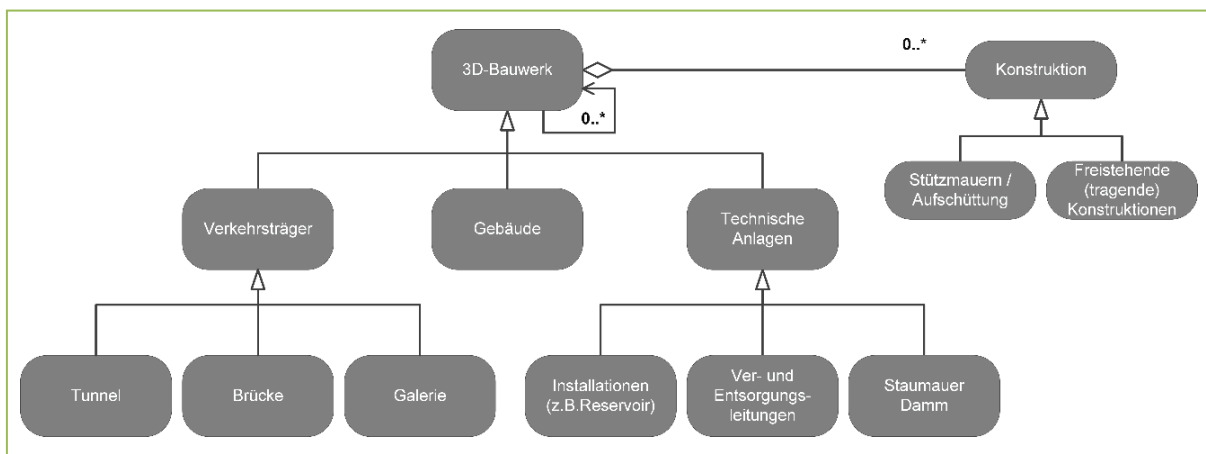 0..*
3D-Bauwerk
Konstruktion
0..*
Stützmauern /
Aufschüttung
Freistehende
(tragende)
Konstruktionen
Verkehrsträger
Gebäude
Technische
Anlagen
Tunnel
Brücke
Galerie
Installationen
(z.B.Reservoir)
Ver- und
Entsorgungs-
leitungen
Staumauer
Damm